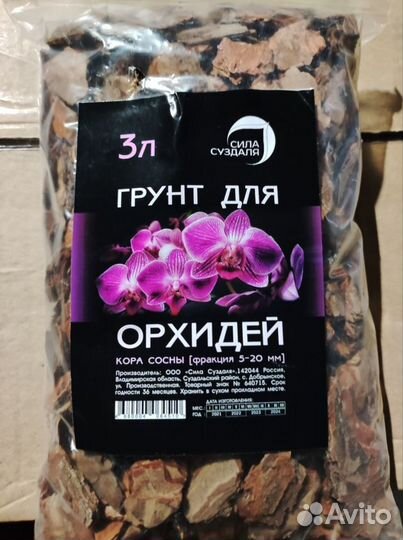 3л
СИЛА
СУЗДАЛЯ
ГРУНТ ДЛЯ
ОРХИДЕЙ
КОРА СОСНЫ [фракция 5-20 мм]
Производитель: ООО «Сила Суздаля»,142044 Россия,
Владимирская область, Суздальский район, с. Добрынское,
ул. Производственная. Товарный знак № 640715. Срок
годности 36 месяцев. Хранить в сухом прохладном месте.
ДАТА ИЗГОТОВЛЕНИЯ:
МЕС.
ГОД 2021 2022 2023 2024
Avito